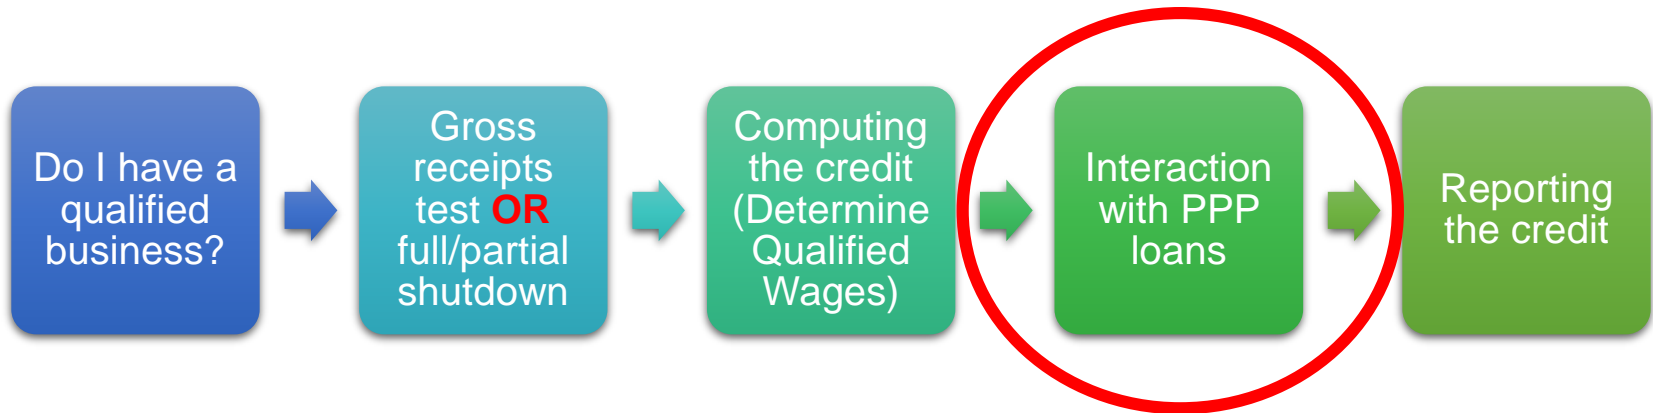 Do I have a
qualified
business?
Gross
receipts
test OR
full/partial
shutdown
Computing
the credit
(Determine
Qualified
Wages)
Interaction
with PPP
loans
Reporting
the credit